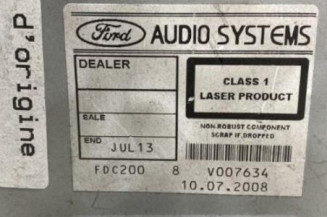 d'origine
Ford AUDIO SYSTEMS
DEALER
CLASS 1
LASER PRODUCT
SALE
NON ROBUST COMPONENT
SCRAP IF DROPPED
END JUL13
FDC200 8 V007634
10.07.2008